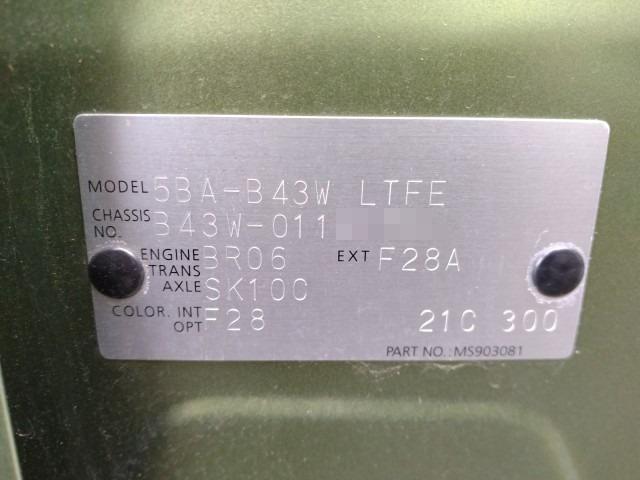 MODEL 5BA-B43W LTFE
CHASSIS NO. B43W-011
ENGINE BR06 EXT F28A
TRANS AXLE SK10C
COLOR, INT OPT F28 21C 300
PART NO.:MS903081